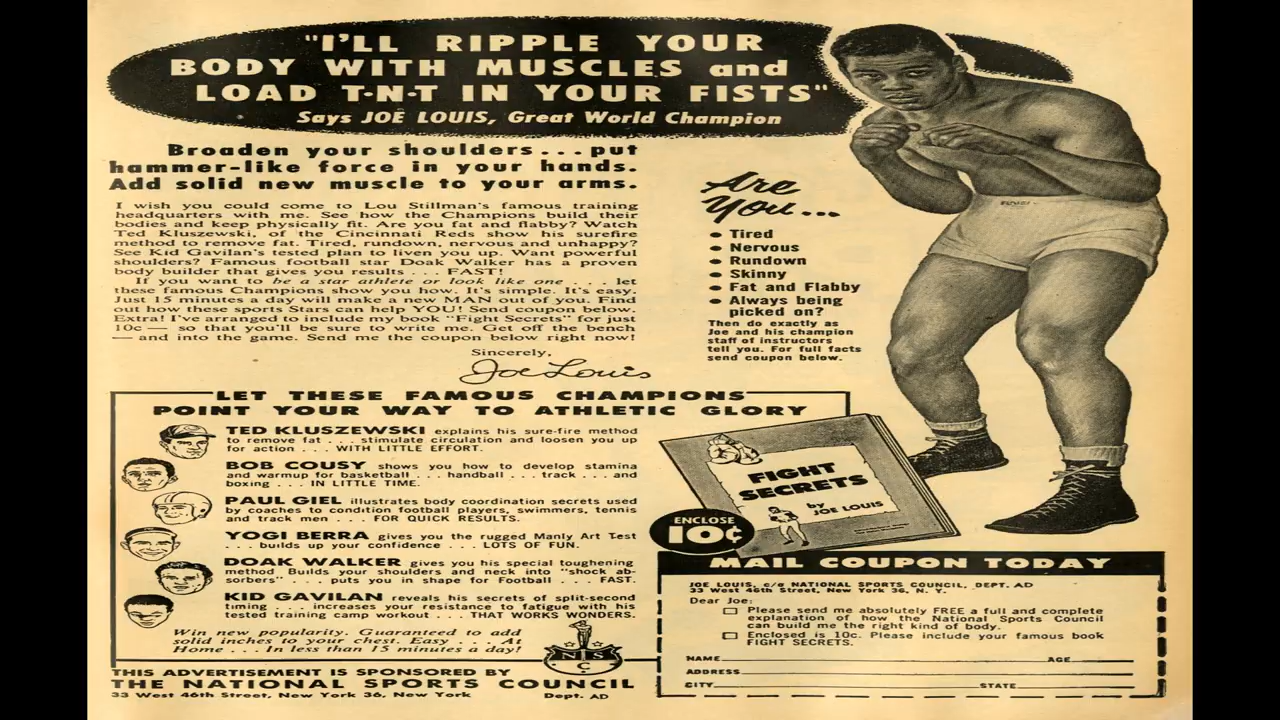 "I'LL RIPPLE YOUR
BODY WITH MUSCLES and
LOAD T-N-T IN YOUR FISTS"
Says JOE LOUIS, Great World Champion
Broaden your shoulders...put
hammer-like force in your hands.
Add solid new muscle to your arms.
I wish you could come to Lou Stillman's famous training
headquarters with me. See how the Champions build their
bodies and keep physically fit. Are you fat and flabby? Watch
Ted Kluszewski, of the Cincinnati Reds show his surefire
method to remove fat. Tired, rundown, nervous and unhappy?
See Kid Gavilan's tested plan to liven you up. Want powerful
shoulders? Famous football star Doak Walker has a proven
body builder that gives you results . . . FAST!
If you want to be a star athlete or look like one . . . let
these famous Champions show you how. It's simple. It's easy.
Just 15 minutes a day will make a new MAN out of you. Find
out how these sports Stars can help YOU! Send coupon below.
Extra! I've arranged to include my book "Fight Secrets" for just
10c — so that you'll be sure to write me. Get off the bench
— and into the game. Send me the coupon below right now!
Sincerely,
Joe Louis
Are
You...
• Tired
• Nervous
• Rundown
• Skinny
• Fat and Flabby
• Always being
picked on?
Then do exactly as
Joe and his champion
staff of instructors
tell you. For full facts
send coupon below.
LET THESE FAMOUS CHAMPIONS
POINT YOUR WAY TO ATHLETIC GLORY
TED KLUSZEWSKI explains his sure-fire method
to remove fat . . . stimulate circulation and loosen you up
for action . . . WITH LITTLE EFFORT.
BOB COUSY shows you how to develop stamina
and warmup for basketball . . . handball . . . track . . . and
boxing . . . IN LITTLE TIME.
PAUL GIEL illustrates body coordination secrets used
by coaches to condition football players, swimmers, tennis
and track men . . . FOR QUICK RESULTS.
YOGI BERRA gives you the rugged Manly Art Test
. . . builds up your confidence . . . LOTS OF FUN.
DOAK WALKER gives you his special toughening
method Builds your shoulders and neck into "shock ab-
sorbers" . . . puts you in shape for Football . . . FAST.
KID GAVILAN reveals his secrets of split-second
timing . . . increases your resistance to fatigue with his
tested training camp workout . . . THAT WORKS WONDERS.
Win new popularity. Guaranteed to add
solid inches to your chest. Easy . . . At
Home . . . In less than 15 minutes a day!
NSC
THIS ADVERTISEMENT IS SPONSORED BY
THE NATIONAL SPORTS COUNCIL
33 West 46th Street, New York 36, New York Dept. AD
FIGHT
SECRETS
by
JOE LOUIS
ENCLOSE
10¢
MAIL COUPON TODAY
JOE LOUIS, c/o NATIONAL SPORTS COUNCIL, DEPT. AD
33 West 46th Street, New York 36, N. Y.
Dear Joe:
Please send me absolutely FREE a full and complete
explanation of how the National Sports Council
can build me the right kind of body.
Enclosed is 10c. Please include your famous book
FIGHT SECRETS.
NAME AGE
ADDRESS
CITY STATE